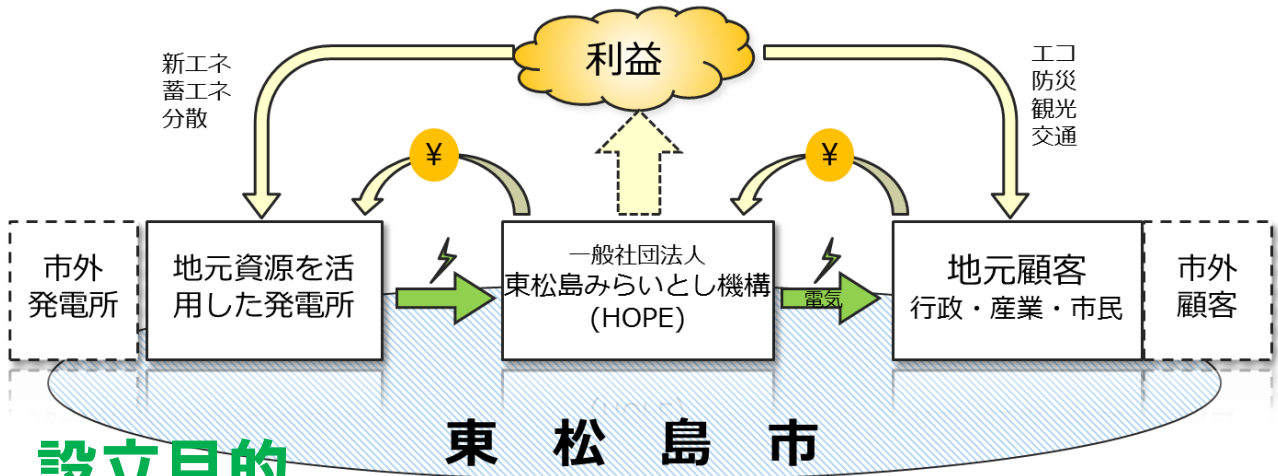 利益
新エネ
蓄エネ
分散
エコ
防災
観光
交通
¥
¥
市外
発電所
地元資源を活
用した発電所
一般社団法人
東松島みらいとし機構
(HOPE)
電気
地元顧客
行政・産業・市民
市外
顧客
東松島市
設立目的